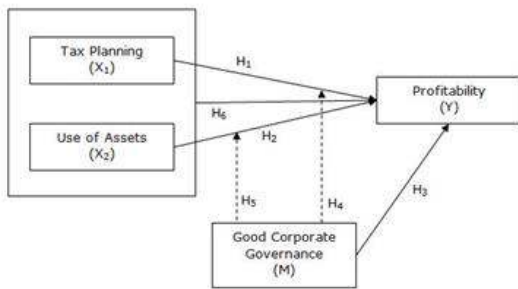 Tax Planning
(X₁)
H₁
Profitability
(Y)
H₆
Use of Assets
(X₂)
H₂
H₃
H₅
H₄
Good Corporate
Governance
(M)